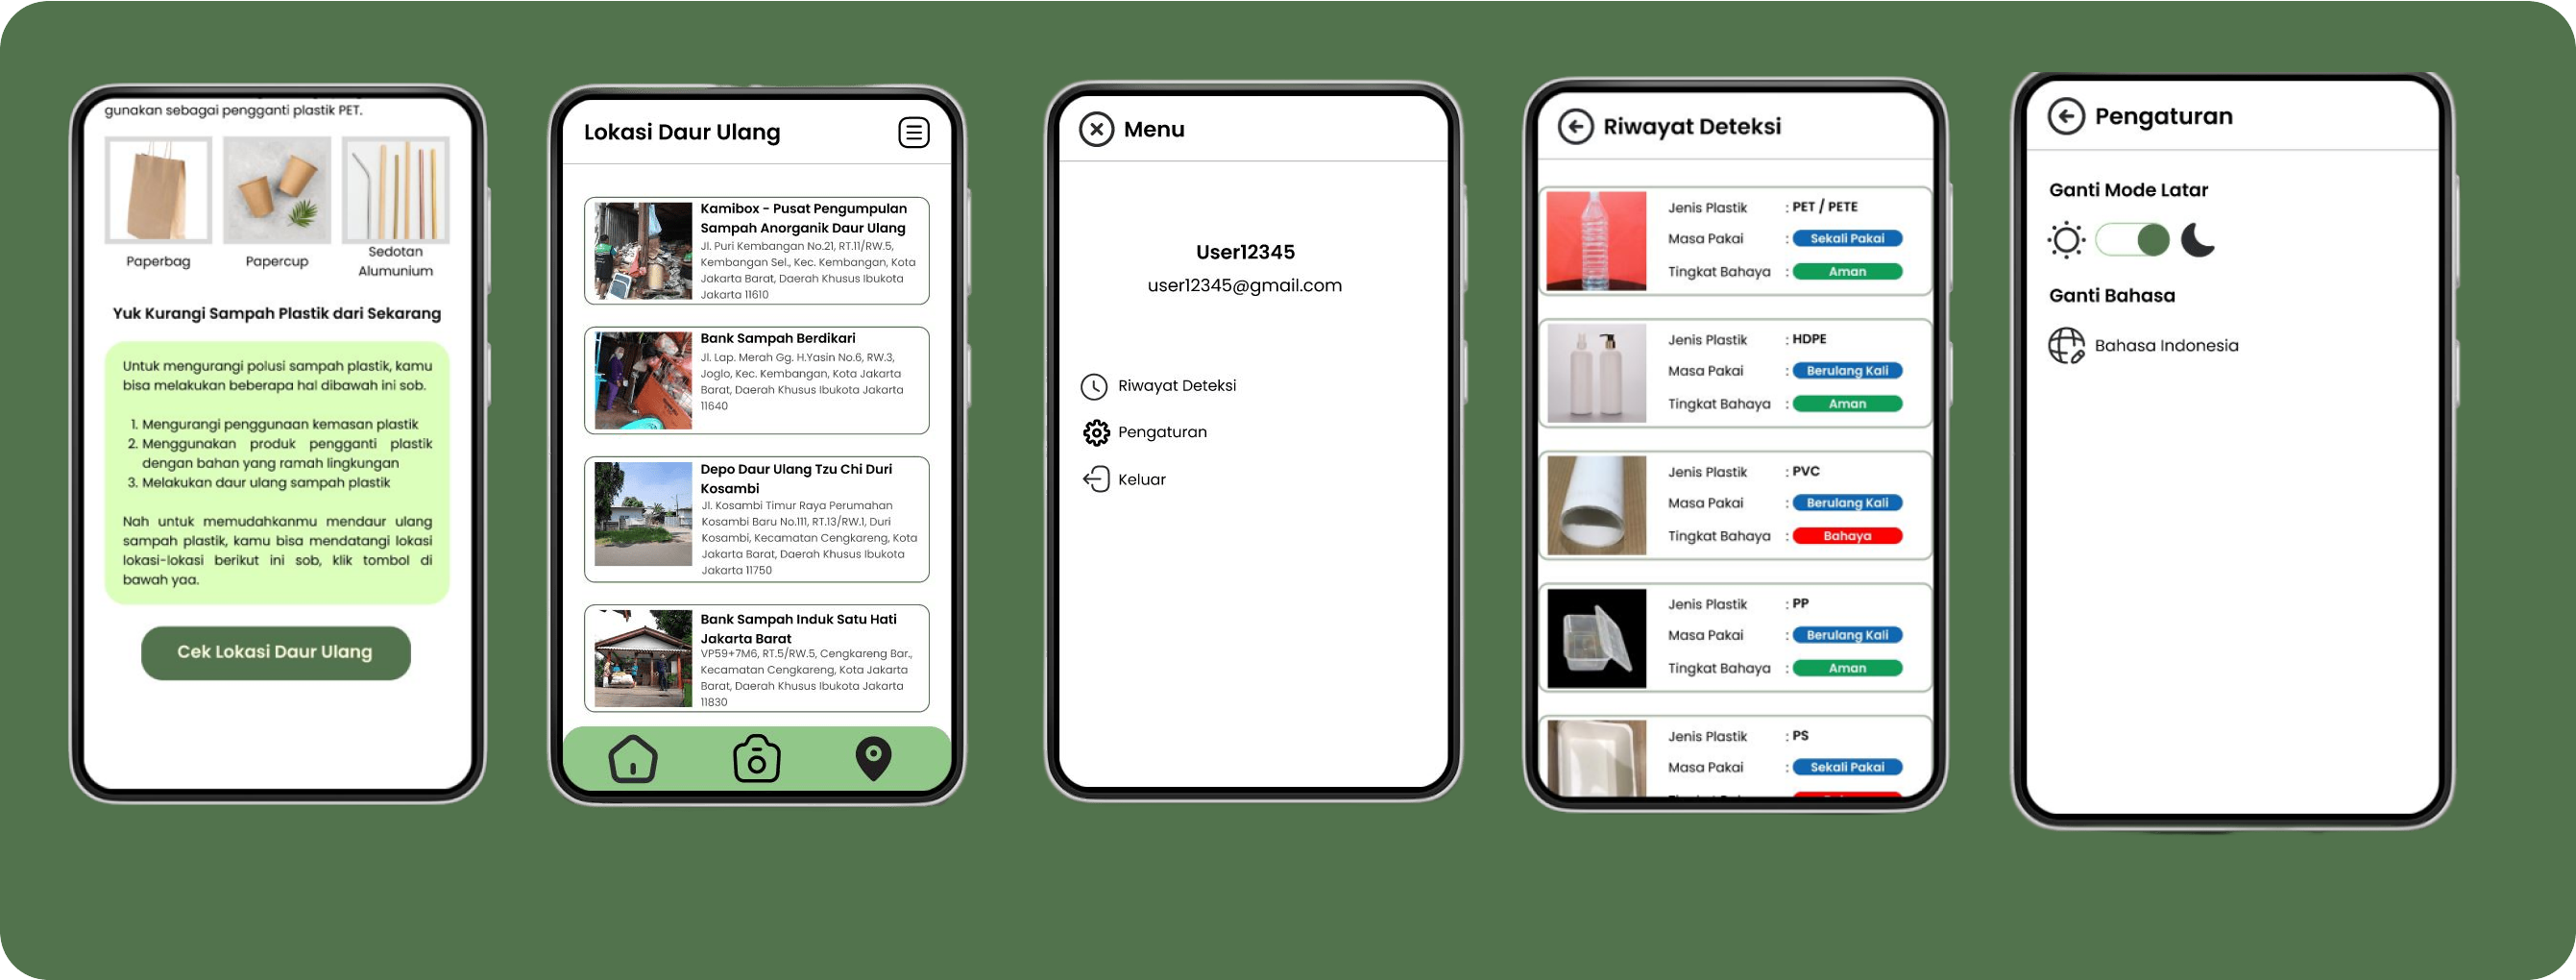 gunakan sebagai pengganti plastik PET.
Paperbag
Papercup
Sedotan
Alumunium
Yuk Kurangi Sampah Plastik dari Sekarang
Untuk mengurangi polusi sampah plastik, kamu
bisa melakukan beberapa hal dibawah ini sob.
1. Mengurangi penggunaan kemasan plastik
2. Menggunakan produk pengganti plastik
dengan bahan yang ramah lingkungan
3. Melakukan daur ulang sampah plastik
Nah untuk memudahkanmu mendaur ulang
sampah plastik, kamu bisa mendatangi lokasi
lokasi-lokasi berikut ini sob, klik tombol di
bawah yaa.
Cek Lokasi Daur Ulang
Lokasi Daur Ulang
Kamibox - Pusat Pengumpulan
Sampah Anorganik Daur Ulang
Jl. Puri Kembangan No.21, RT.11/RW.5,
Kembangan Sel., Kec. Kembangan, Kota
Jakarta Barat, Daerah Khusus Ibukota
Jakarta 11610
Bank Sampah Berdikari
Jl. Lap. Merah Gg. H.Yasin No.6, RW.3,
Joglo, Kec. Kembangan, Kota Jakarta
Barat, Daerah Khusus Ibukota Jakarta
11640
Depo Daur Ulang Tzu Chi Duri
Kosambi
Jl. Kosambi Timur Raya Perumahan
Kosambi Baru No.111, RT.13/RW.1, Duri
Kosambi, Kecamatan Cengkareng, Kota
Jakarta Barat, Daerah Khusus Ibukota
Jakarta 11750
Bank Sampah Induk Satu Hati
Jakarta Barat
VP59+7M6, RT.5/RW.5, Cengkareng Bar.,
Kecamatan Cengkareng, Kota Jakarta
Barat, Daerah Khusus Ibukota Jakarta
11830
Menu
User12345
user12345@gmail.com
Riwayat Deteksi
Pengaturan
Keluar
Riwayat Deteksi
Jenis Plastik : PET / PETE
Masa Pakai : Sekali Pakai
Tingkat Bahaya : Aman
Jenis Plastik : HDPE
Masa Pakai : Berulang Kali
Tingkat Bahaya : Aman
Jenis Plastik : PVC
Masa Pakai : Berulang Kali
Tingkat Bahaya : Bahaya
Jenis Plastik : PP
Masa Pakai : Berulang Kali
Tingkat Bahaya : Aman
Jenis Plastik : PS
Masa Pakai : Sekali Pakai
Pengaturan
Ganti Mode Latar
Ganti Bahasa
Bahasa Indonesia